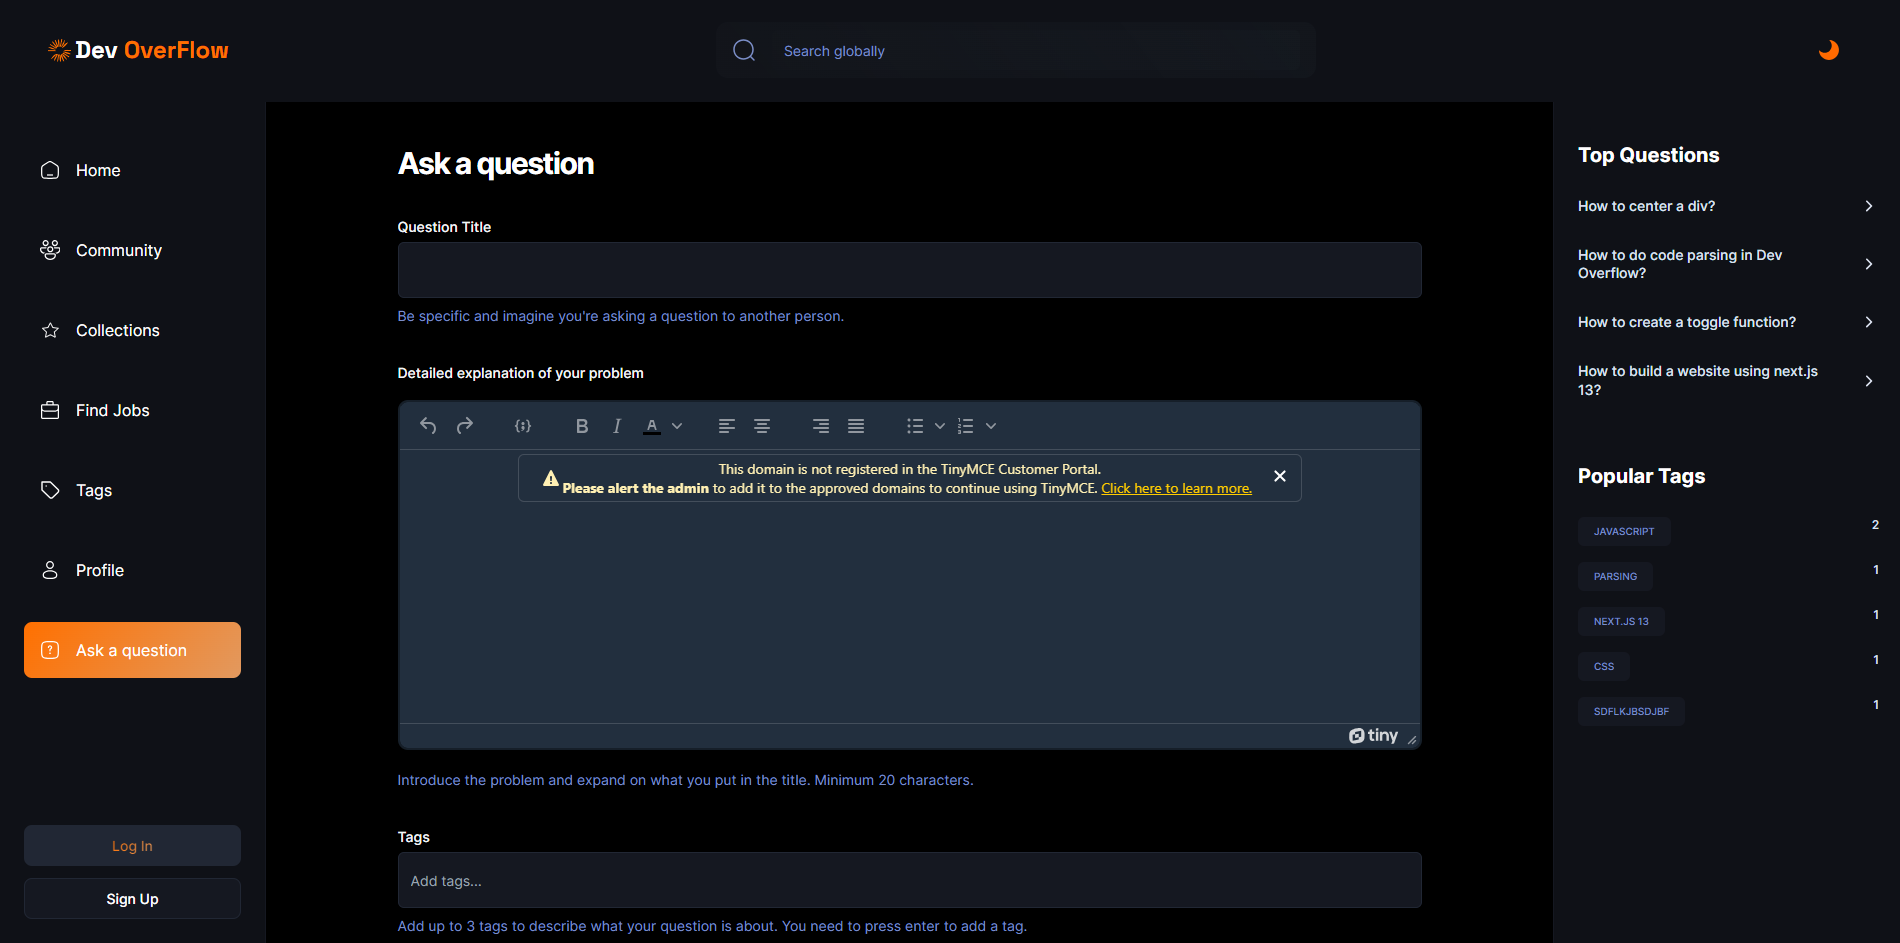 Dev OverFlow
Search globally
Home
Community
Collections
Find Jobs
Tags
Profile
Ask a question
Log In
Sign Up
Ask a question
Question Title
Be specific and imagine you're asking a question to another person.
Detailed explanation of your problem
This domain is not registered in the TinyMCE Customer Portal.
Please alert the admin to add it to the approved domains to continue using TinyMCE. Click here to learn more.
tiny
Introduce the problem and expand on what you put in the title. Minimum 20 characters.
Tags
Add tags...
Add up to 3 tags to describe what your question is about. You need to press enter to add a tag.
Top Questions
How to center a div?
How to do code parsing in Dev
Overflow?
How to create a toggle function?
How to build a website using next.js
13?
Popular Tags
JAVASCRIPT 2
PARSING 1
NEXT.JS 13 1
CSS 1
SDFLKJBSDJBF 1